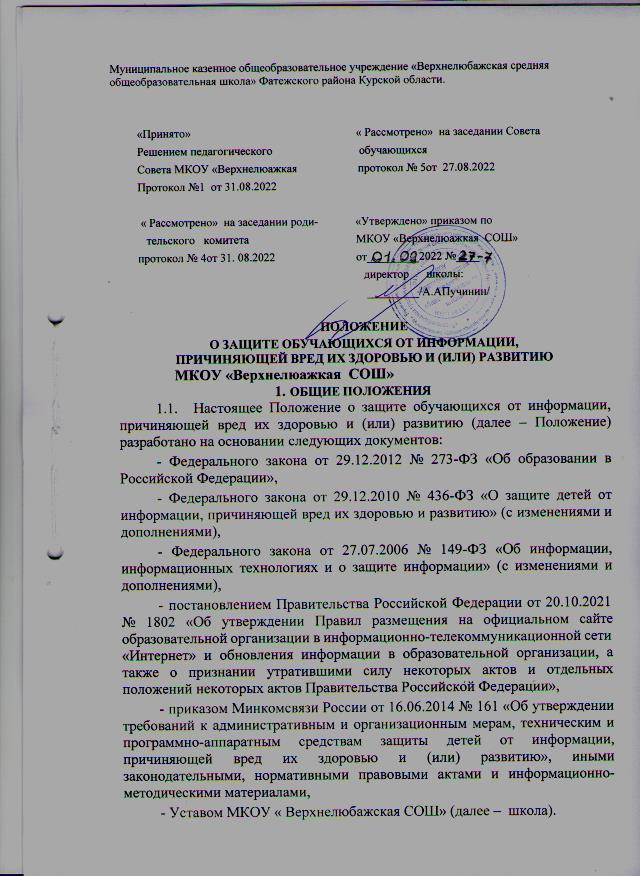 Муниципальное казенное общеобразовательное учреждение «Верхнелюбажская средняя
общеобразовательная школа» Фатежского района Курской области.
«Принято»
Решением педагогического
Совета МКОУ «Верхнелюажкая
Протокол №1 от 31.08.2022
« Рассмотрено» на заседании Совета
обучающихся
протокол № 5от 27.08.2022
« Рассмотрено» на заседании роди-
тельского комитета
протокол № 4от 31. 08.2022
«Утверждено» приказом по
МКОУ «Верхнелюажкая СОШ»
от 01.09 2022 № 27-7
директор школы:
/А.АПучинин/
ПОЛОЖЕНИЕ
О ЗАЩИТЕ ОБУЧАЮЩИХСЯ ОТ ИНФОРМАЦИИ,
ПРИЧИНЯЮЩЕЙ ВРЕД ИХ ЗДОРОВЬЮ И (ИЛИ) РАЗВИТИЮ
МКОУ «Верхнелюажкая СОШ»
1. ОБЩИЕ ПОЛОЖЕНИЯ
1.1. Настоящее Положение о защите обучающихся от информации,
причиняющей вред их здоровью и (или) развитию (далее – Положение)
разработано на основании следующих документов:
- Федерального закона от 29.12.2012 № 273-ФЗ «Об образовании в
Российской Федерации»,
- Федерального закона от 29.12.2010 № 436-ФЗ «О защите детей от
информации, причиняющей вред их здоровью и развитию» (с изменениями и
дополнениями),
- Федерального закона от 27.07.2006 № 149-ФЗ «Об информации,
информационных технологиях и о защите информации» (с изменениями и
дополнениями),
- постановлением Правительства Российской Федерации от 20.10.2021
№ 1802 «Об утверждении Правил размещения на официальном сайте
образовательной организации в информационно-телекоммуникационной сети
«Интернет» и обновления информации в образовательной организации, а
также о признании утратившими силу некоторых актов и отдельных
положений некоторых актов Правительства Российской Федерации»,
- приказом Минкомсвязи России от 16.06.2014 № 161 «Об утверждении
требований к административным и организационным мерам, техническим и
программно-аппаратным средствам защиты детей от информации,
причиняющей вред их здоровью и (или) развитию», иными
законодательными, нормативными правовыми актами и информационно-
методическими материалами,
- Уставом МКОУ « Верхнелюбажская СОШ» (далее – школа).